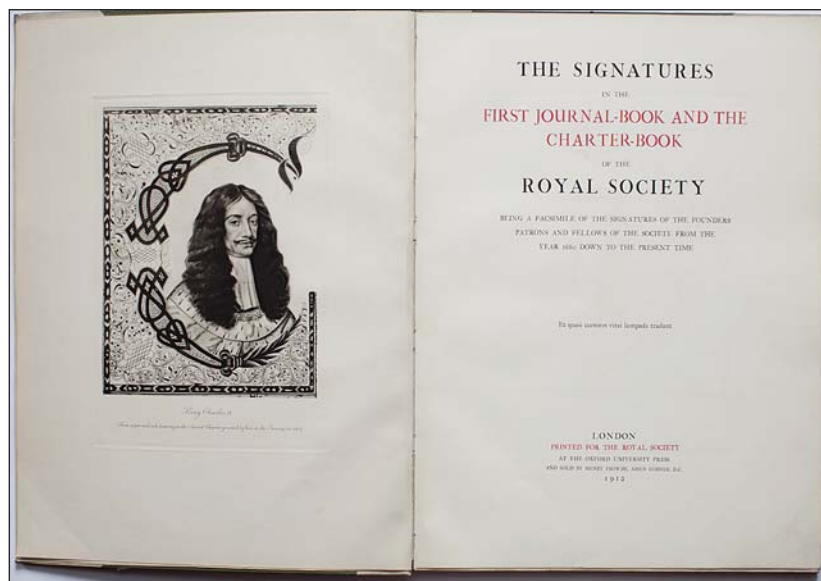 King Charles II
THE SIGNATURES
IN THE
FIRST JOURNAL-BOOK AND THE
CHARTER-BOOK
OF THE
ROYAL SOCIETY
BEING A FACSIMILE OF THE SIGNATURES OF THE FOUNDERS
PATRONS AND FELLOWS OF THE SOCIETY FROM THE
YEAR 1660 DOWN TO THE PRESENT TIME
Et quasi cursores vitai lampada tradunt
LONDON
PRINTED FOR THE ROYAL SOCIETY
AT THE OXFORD UNIVERSITY PRESS
AND SOLD BY HENRY FROWDE, AMEN CORNER, E.C.
1912